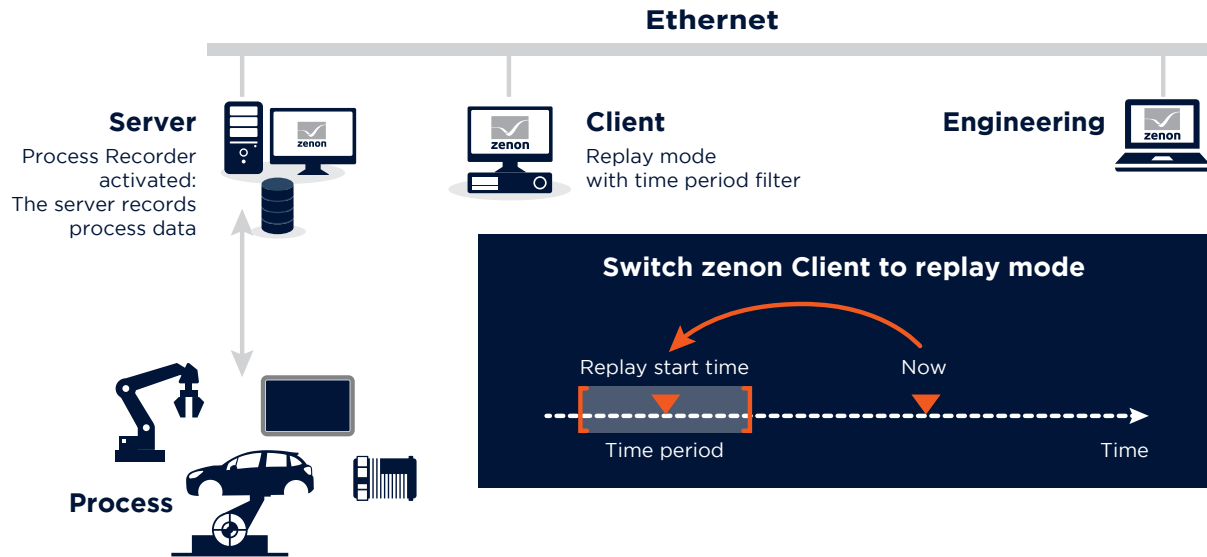 Ethernet
Server
Process Recorder
activated:
The server records
process data
zenon
zenon
Client
Replay mode
with time period filter
Engineering
zenon
Switch zenon Client to replay mode
Replay start time
Now
Time period
Time
Process